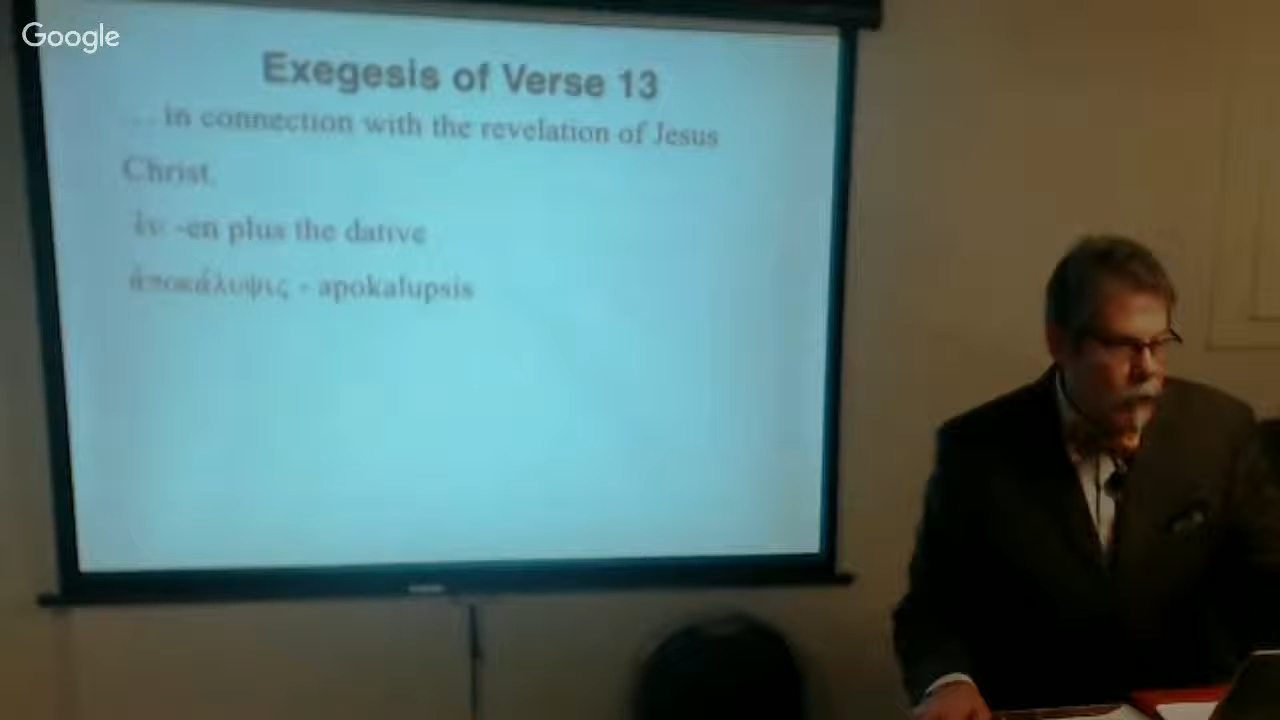 Google
Exegesis of Verse 13
... in connection with the revelation of Jesus
Christ.
ἐν -en plus the dative
ἀποκάλυψις - apokalupsis